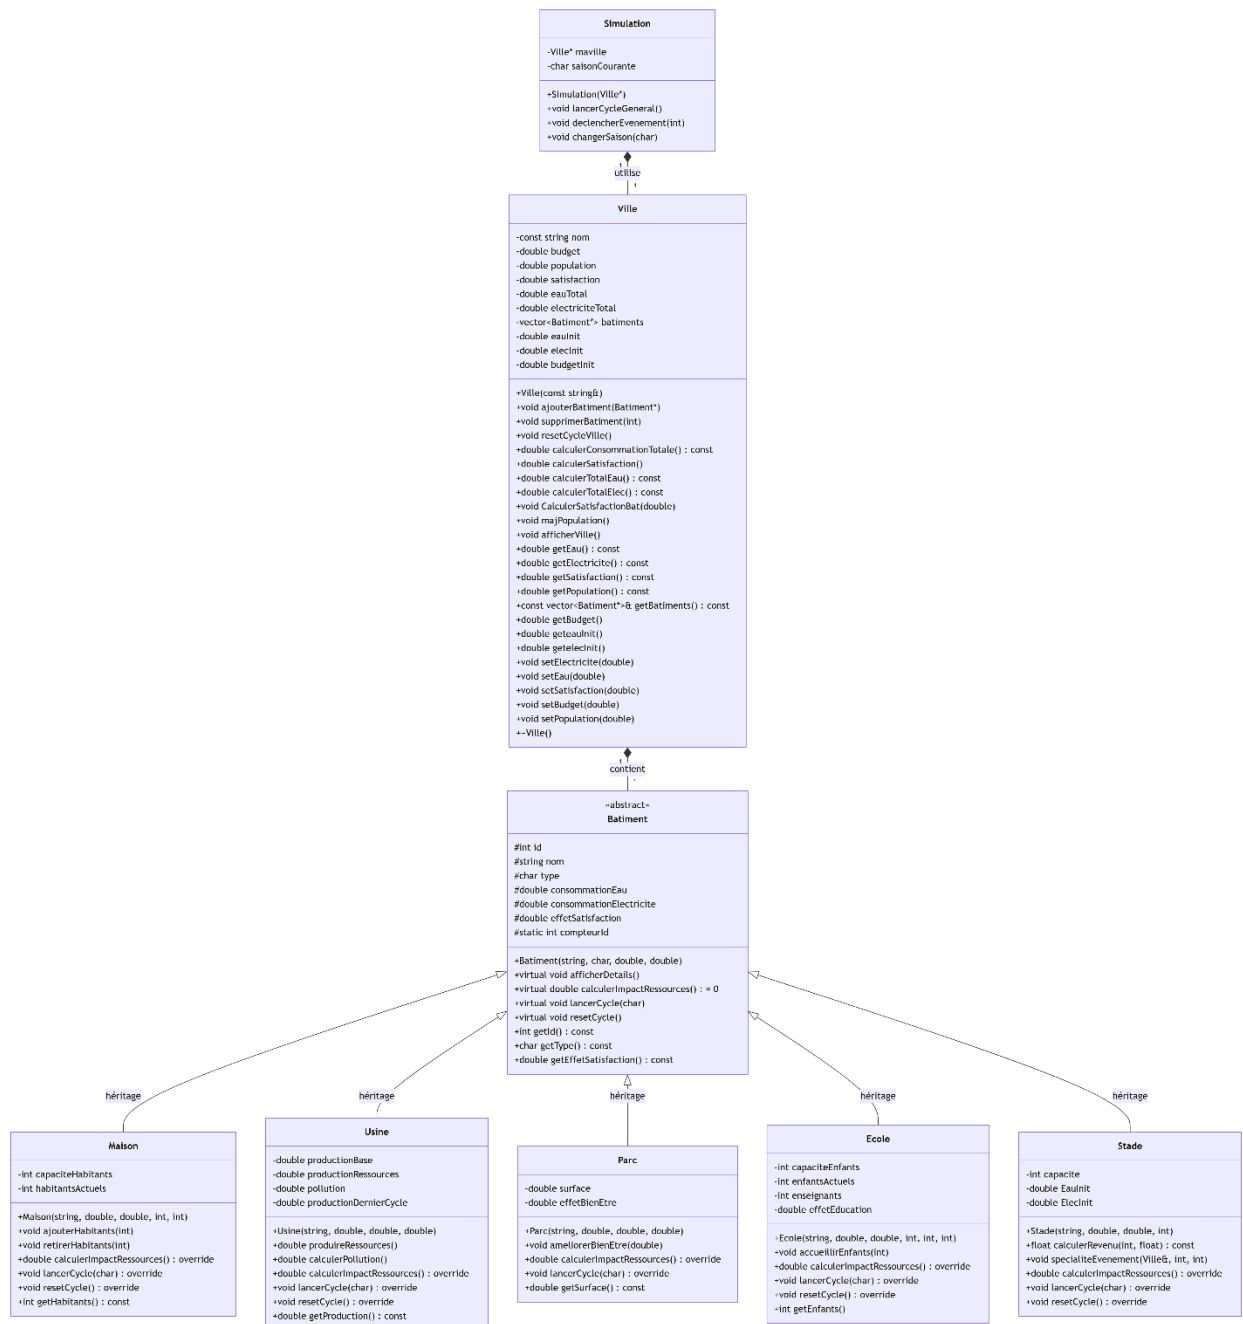 Simulation
-Ville* maville
-char saisonCourante
+Simulation(Ville*)
+void lancerCycleGeneral()
+void declencherEvenement(int)
+void changerSaison(char)
1
utilise
1
Ville
-const string nom
-double budget
-double population
-double satisfaction
-double eauTotal
-double electriciteTotal
-vector<Batiment*> batiments
-double eauInit
-double elecInit
-double budgetInit
+Ville(const string&)
+void ajouterBatiment(Batiment*)
+void supprimerBatiment(int)
+void resetCycleVille()
+double calculerConsommationTotale() : const
+double calculerSatisfaction()
+double calculerTotalEau() : const
+double calculerTotalElec() : const
+void CalculerSatisfactionBat(double)
+void majPopulation()
+void afficherVille()
+double getEau() : const
+double getElectricite() : const
+double getSatisfaction() : const
+double getPopulation() : const
+const vector<Batiment*>& getBatiments() : const
+double getBudget()
+double geteauInit()
+double getelecInit()
+void setElectricite(double)
+void setEau(double)
+void setSatisfaction(double)
+void setBudget(double)
+void setPopulation(double)
+~Ville()
1
contient
*
«abstract»
Batiment
#int id
#string nom
#char type
#double consommationEau
#double consommationElectricite
#double effetSatisfaction
#static int compteurId
+Batiment(string, char, double, double)
+virtual void afficherDetails()
+virtual double calculerImpactRessources() : = 0
+virtual void lancerCycle(char)
+virtual void resetCycle()
+int getId() : const
+char getType() : const
+double getEffetSatisfaction() : const
héritage
héritage
héritage
héritage
héritage
Maison
-int capaciteHabitants
-int habitantsActuels
+Maison(string, double, double, int, int)
+void ajouterHabitants(int)
+void retirerHabitants(int)
+double calculerImpactRessources() : override
+void lancerCycle(char) : override
+void resetCycle() : override
+int getHabitants() : const
Usine
-double productionBase
-double productionRessources
-double pollution
-double productionDernierCycle
+Usine(string, double, double, double)
+double produireRessources()
+double calculerPollution()
+double calculerImpactRessources() : override
+void lancerCycle(char) : override
+void resetCycle() : override
+double getProduction() : const
Parc
-double surface
-double effetBienEtre
+Parc(string, double, double, double)
+void ameliorerBienEtre(double)
+double calculerImpactRessources() : override
+void lancerCycle(char) : override
+double getSurface() : const
Ecole
-int capaciteEnfants
-int enfantsActuels
-int enseignants
-double effetEducation
+Ecole(string, double, double, int, int, int)
+void accueillirEnfants(int)
+double calculerImpactRessources() : override
+void lancerCycle(char) : override
+void resetCycle() : override
+int getEnfants()
Stade
-int capacite
-double EauInit
-double ElecInit
+Stade(string, double, double, int)
+float calculerRevenu(int, float) : const
+void specialiteEvenement(Ville&, int, int)
+double calculerImpactRessources() : override
+void lancerCycle(char) : override
+void resetCycle() : override